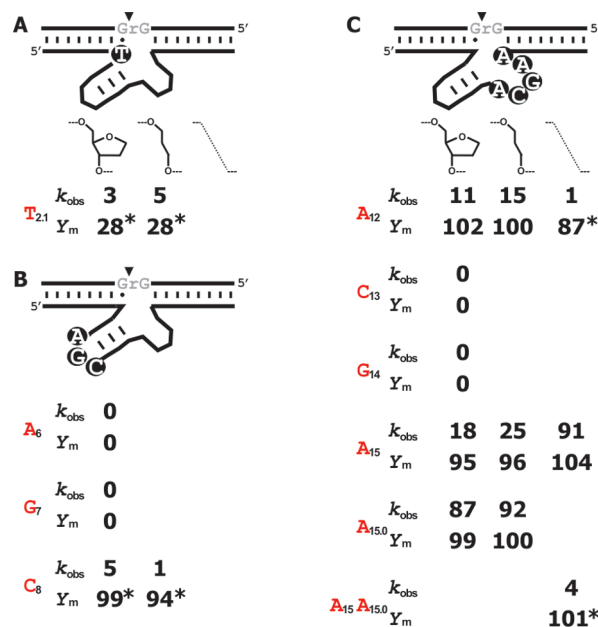 A
GrG
5′
5′
T
O
O
O
O
O
k_obs 3 5
T2.1
Y_m 28* 28*
B
GrG
5′
5′
A
G
C
k_obs 0
A6
Y_m 0
k_obs 0
G7
Y_m 0
k_obs 5 1
C8
Y_m 99* 94*
C
GrG
5
5′
A
A
G
C
A
O
O
O
O
O
k_obs 11 15 1
A12
Y_m 102 100 87*
k_obs 0
C13
Y_m 0
k_obs 0
G14
Y_m 0
k_obs 18 25 91
A15
Y_m 95 96 104
k_obs 87 92
A15.0
Y_m 99 100
k_obs 4
A15 A15.0
Y_m 101*